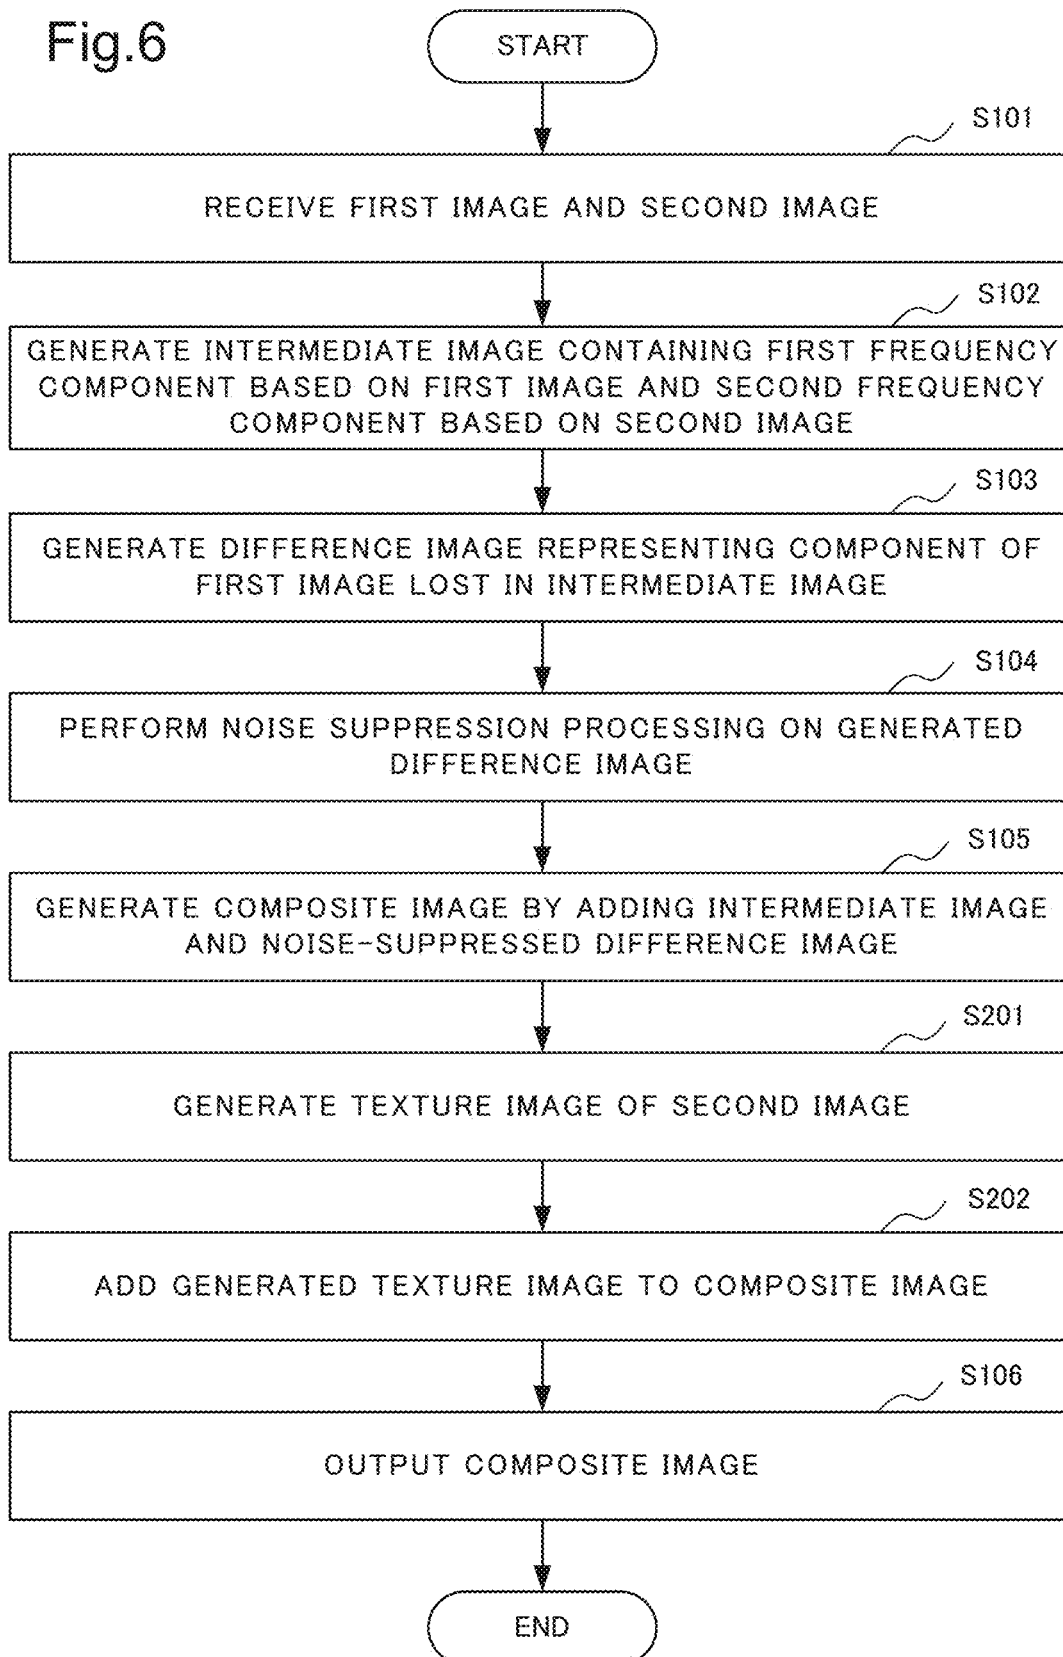 Fig.6
START
S101
RECEIVE FIRST IMAGE AND SECOND IMAGE
S102
GENERATE INTERMEDIATE IMAGE CONTAINING FIRST FREQUENCY
COMPONENT BASED ON FIRST IMAGE AND SECOND FREQUENCY
COMPONENT BASED ON SECOND IMAGE
S103
GENERATE DIFFERENCE IMAGE REPRESENTING COMPONENT OF
FIRST IMAGE LOST IN INTERMEDIATE IMAGE
S104
PERFORM NOISE SUPPRESSION PROCESSING ON GENERATED
DIFFERENCE IMAGE
S105
GENERATE COMPOSITE IMAGE BY ADDING INTERMEDIATE IMAGE
AND NOISE-SUPPRESSED DIFFERENCE IMAGE
S201
GENERATE TEXTURE IMAGE OF SECOND IMAGE
S202
ADD GENERATED TEXTURE IMAGE TO COMPOSITE IMAGE
S106
OUTPUT COMPOSITE IMAGE
END